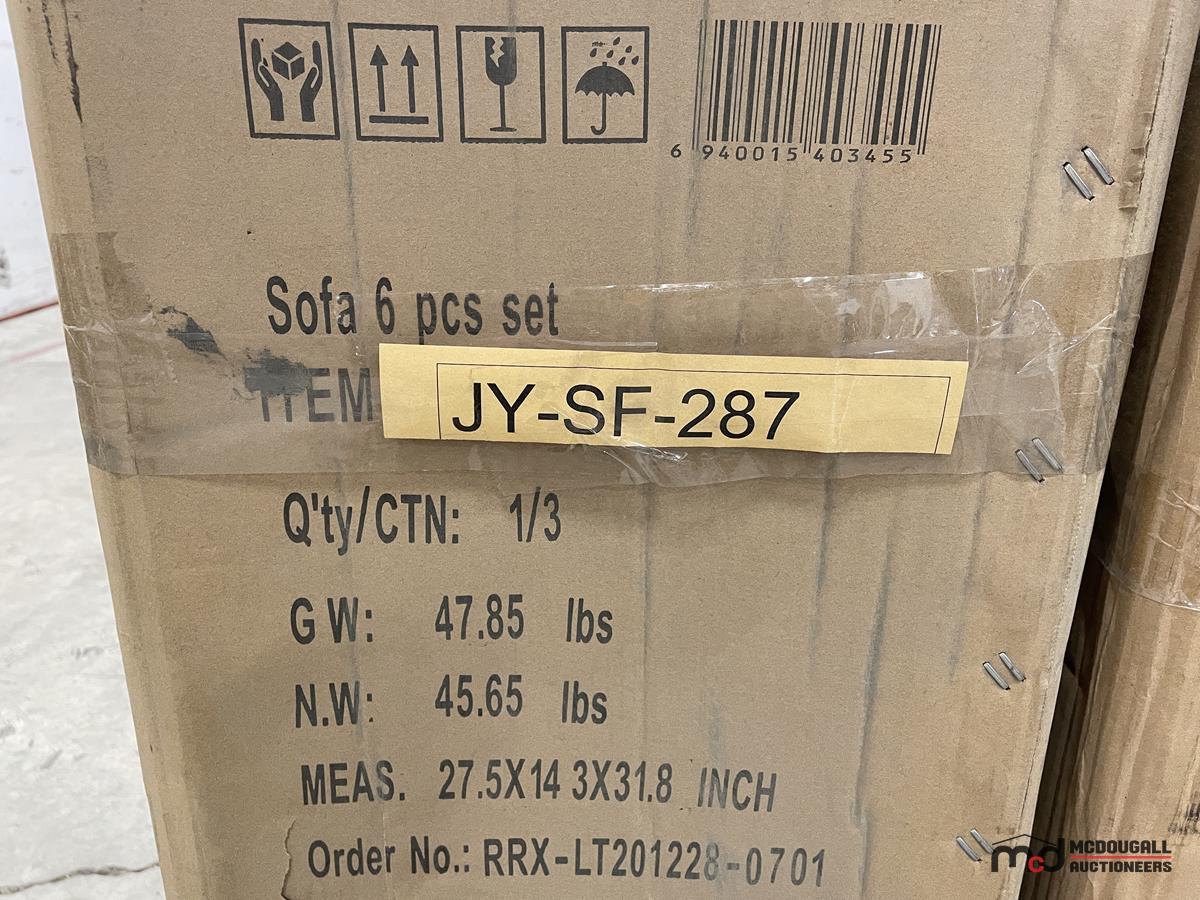 6 940015 403455
Sofa 6 pcs set
ITEM JY-SF-287
Q'ty/CTN: 1/3
G W: 47.85 lbs
N.W: 45.65 lbs
MEAS. 27.5X14 3X31.8 INCH
Order No.: RRX-LT201228-0701
mcd MCDOUGALL
AUCTIONEERS